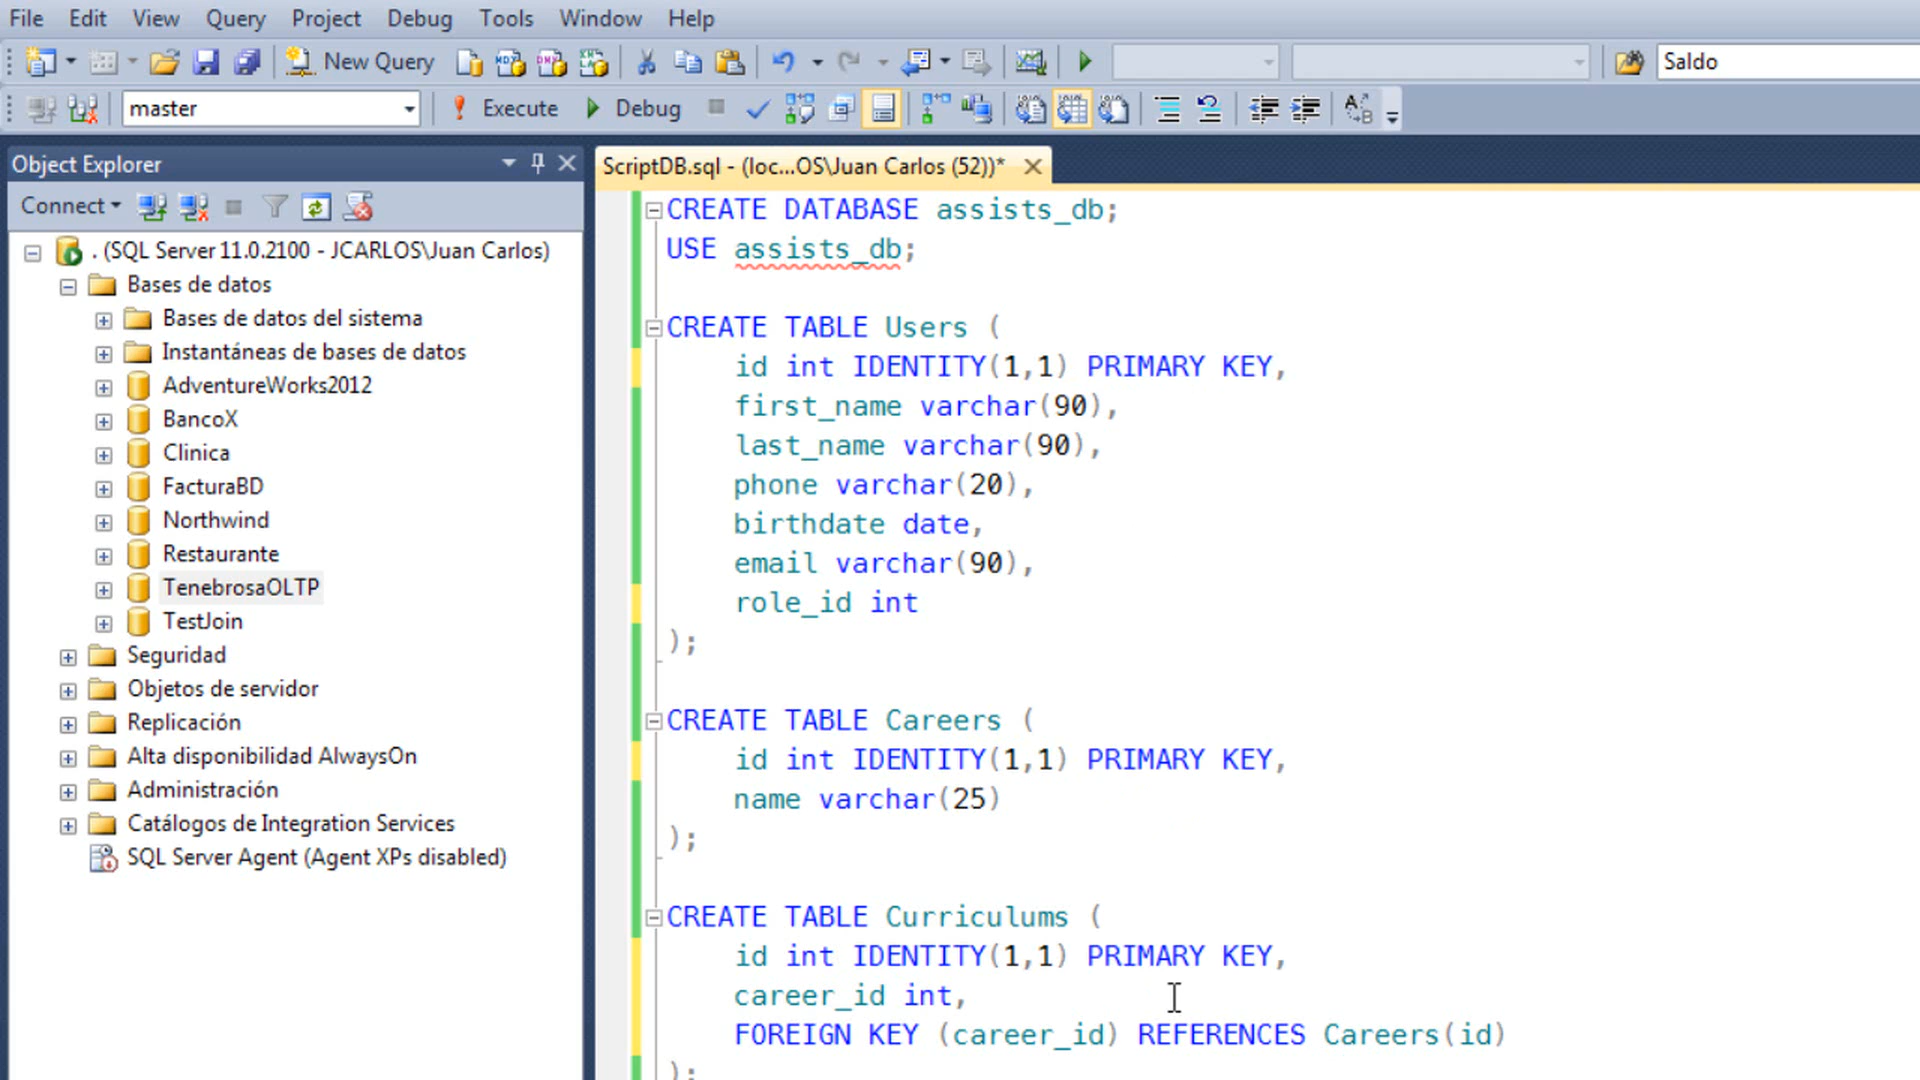 File Edit View Query Project Debug Tools Window Help
New Query Saldo
master Execute Debug
Object Explorer
Connect
. (SQL Server 11.0.2100 - JCARLOS\Juan Carlos)
Bases de datos
Bases de datos del sistema
Instantáneas de bases de datos
AdventureWorks2012
BancoX
Clinica
FacturaBD
Northwind
Restaurante
TenebrosaOLTP
TestJoin
Seguridad
Objetos de servidor
Replicación
Alta disponibilidad AlwaysOn
Administración
Catálogos de Integration Services
SQL Server Agent (Agent XPs disabled)
ScriptDB.sql - (loc...OS\Juan Carlos (52))*
CREATE DATABASE assists_db;
USE assists_db;
CREATE TABLE Users (
id int IDENTITY(1,1) PRIMARY KEY,
first_name varchar(90),
last_name varchar(90),
phone varchar(20),
birthdate date,
email varchar(90),
role_id int
);
CREATE TABLE Careers (
id int IDENTITY(1,1) PRIMARY KEY,
name varchar(25)
);
CREATE TABLE Curriculums (
id int IDENTITY(1,1) PRIMARY KEY,
career_id int,
FOREIGN KEY (career_id) REFERENCES Careers(id)
);